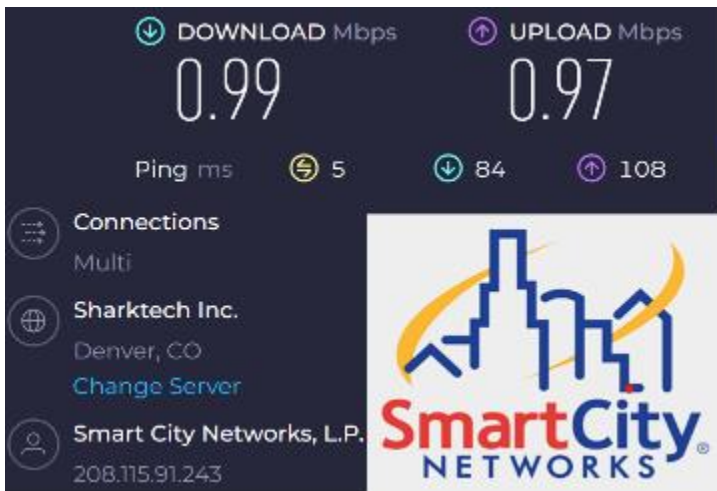 DOWNLOAD Mbps
UPLOAD Mbps
0.99
0.97
Ping ms 5 84 108
Connections
Multi
Sharktech Inc.
Denver, CO
Change Server
Smart City Networks, L.P.
208.115.91.243
SmartCity®
NETWORKS